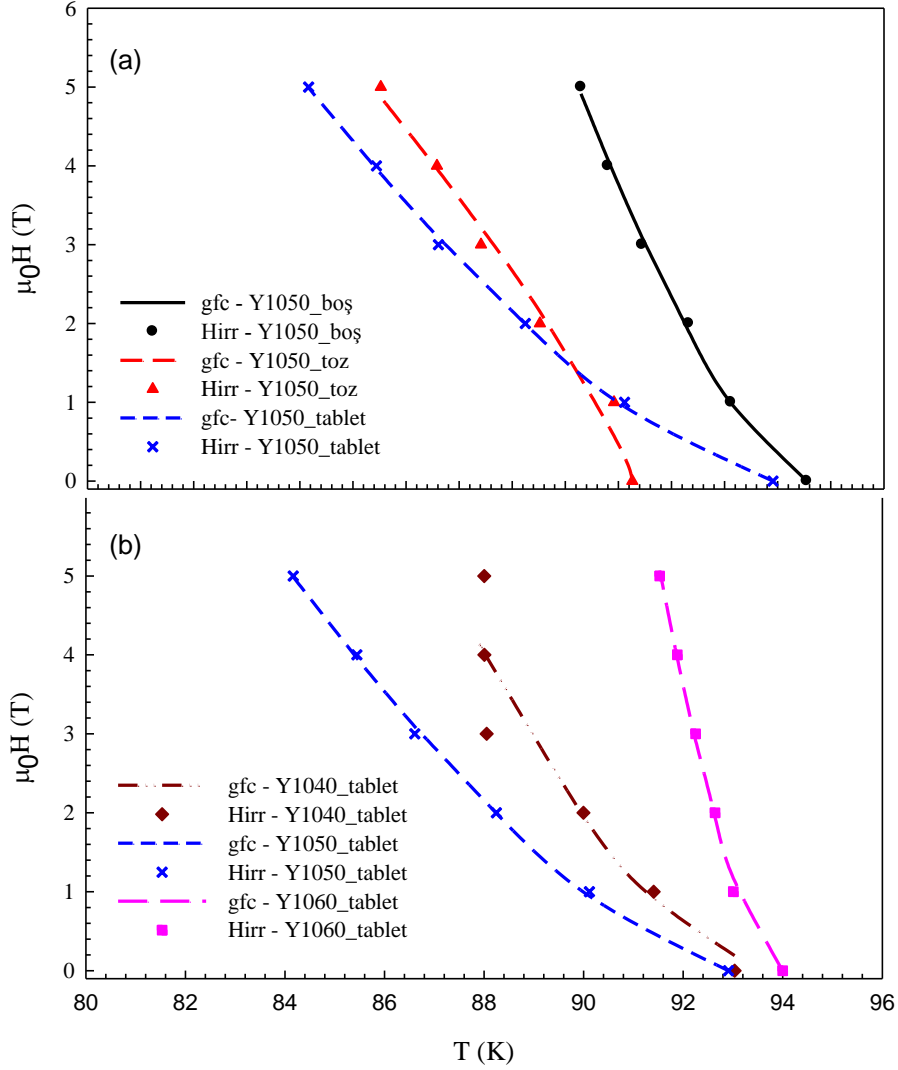 6
(a)
5
4
μ0H (T)
3
2
1
0
gfc - Y1050_boş
Hirr - Y1050_boş
gfc - Y1050_toz
Hirr - Y1050_toz
gfc- Y1050_tablet
Hirr - Y1050_tablet
(b)
5
4
3
μ0H (T)
2
1
0
gfc - Y1040_tablet
Hirr - Y1040_tablet
gfc - Y1050_tablet
Hirr - Y1050_tablet
gfc - Y1060_tablet
Hirr - Y1060_tablet
80 82 84 86 88 90 92 94 96
T (K)